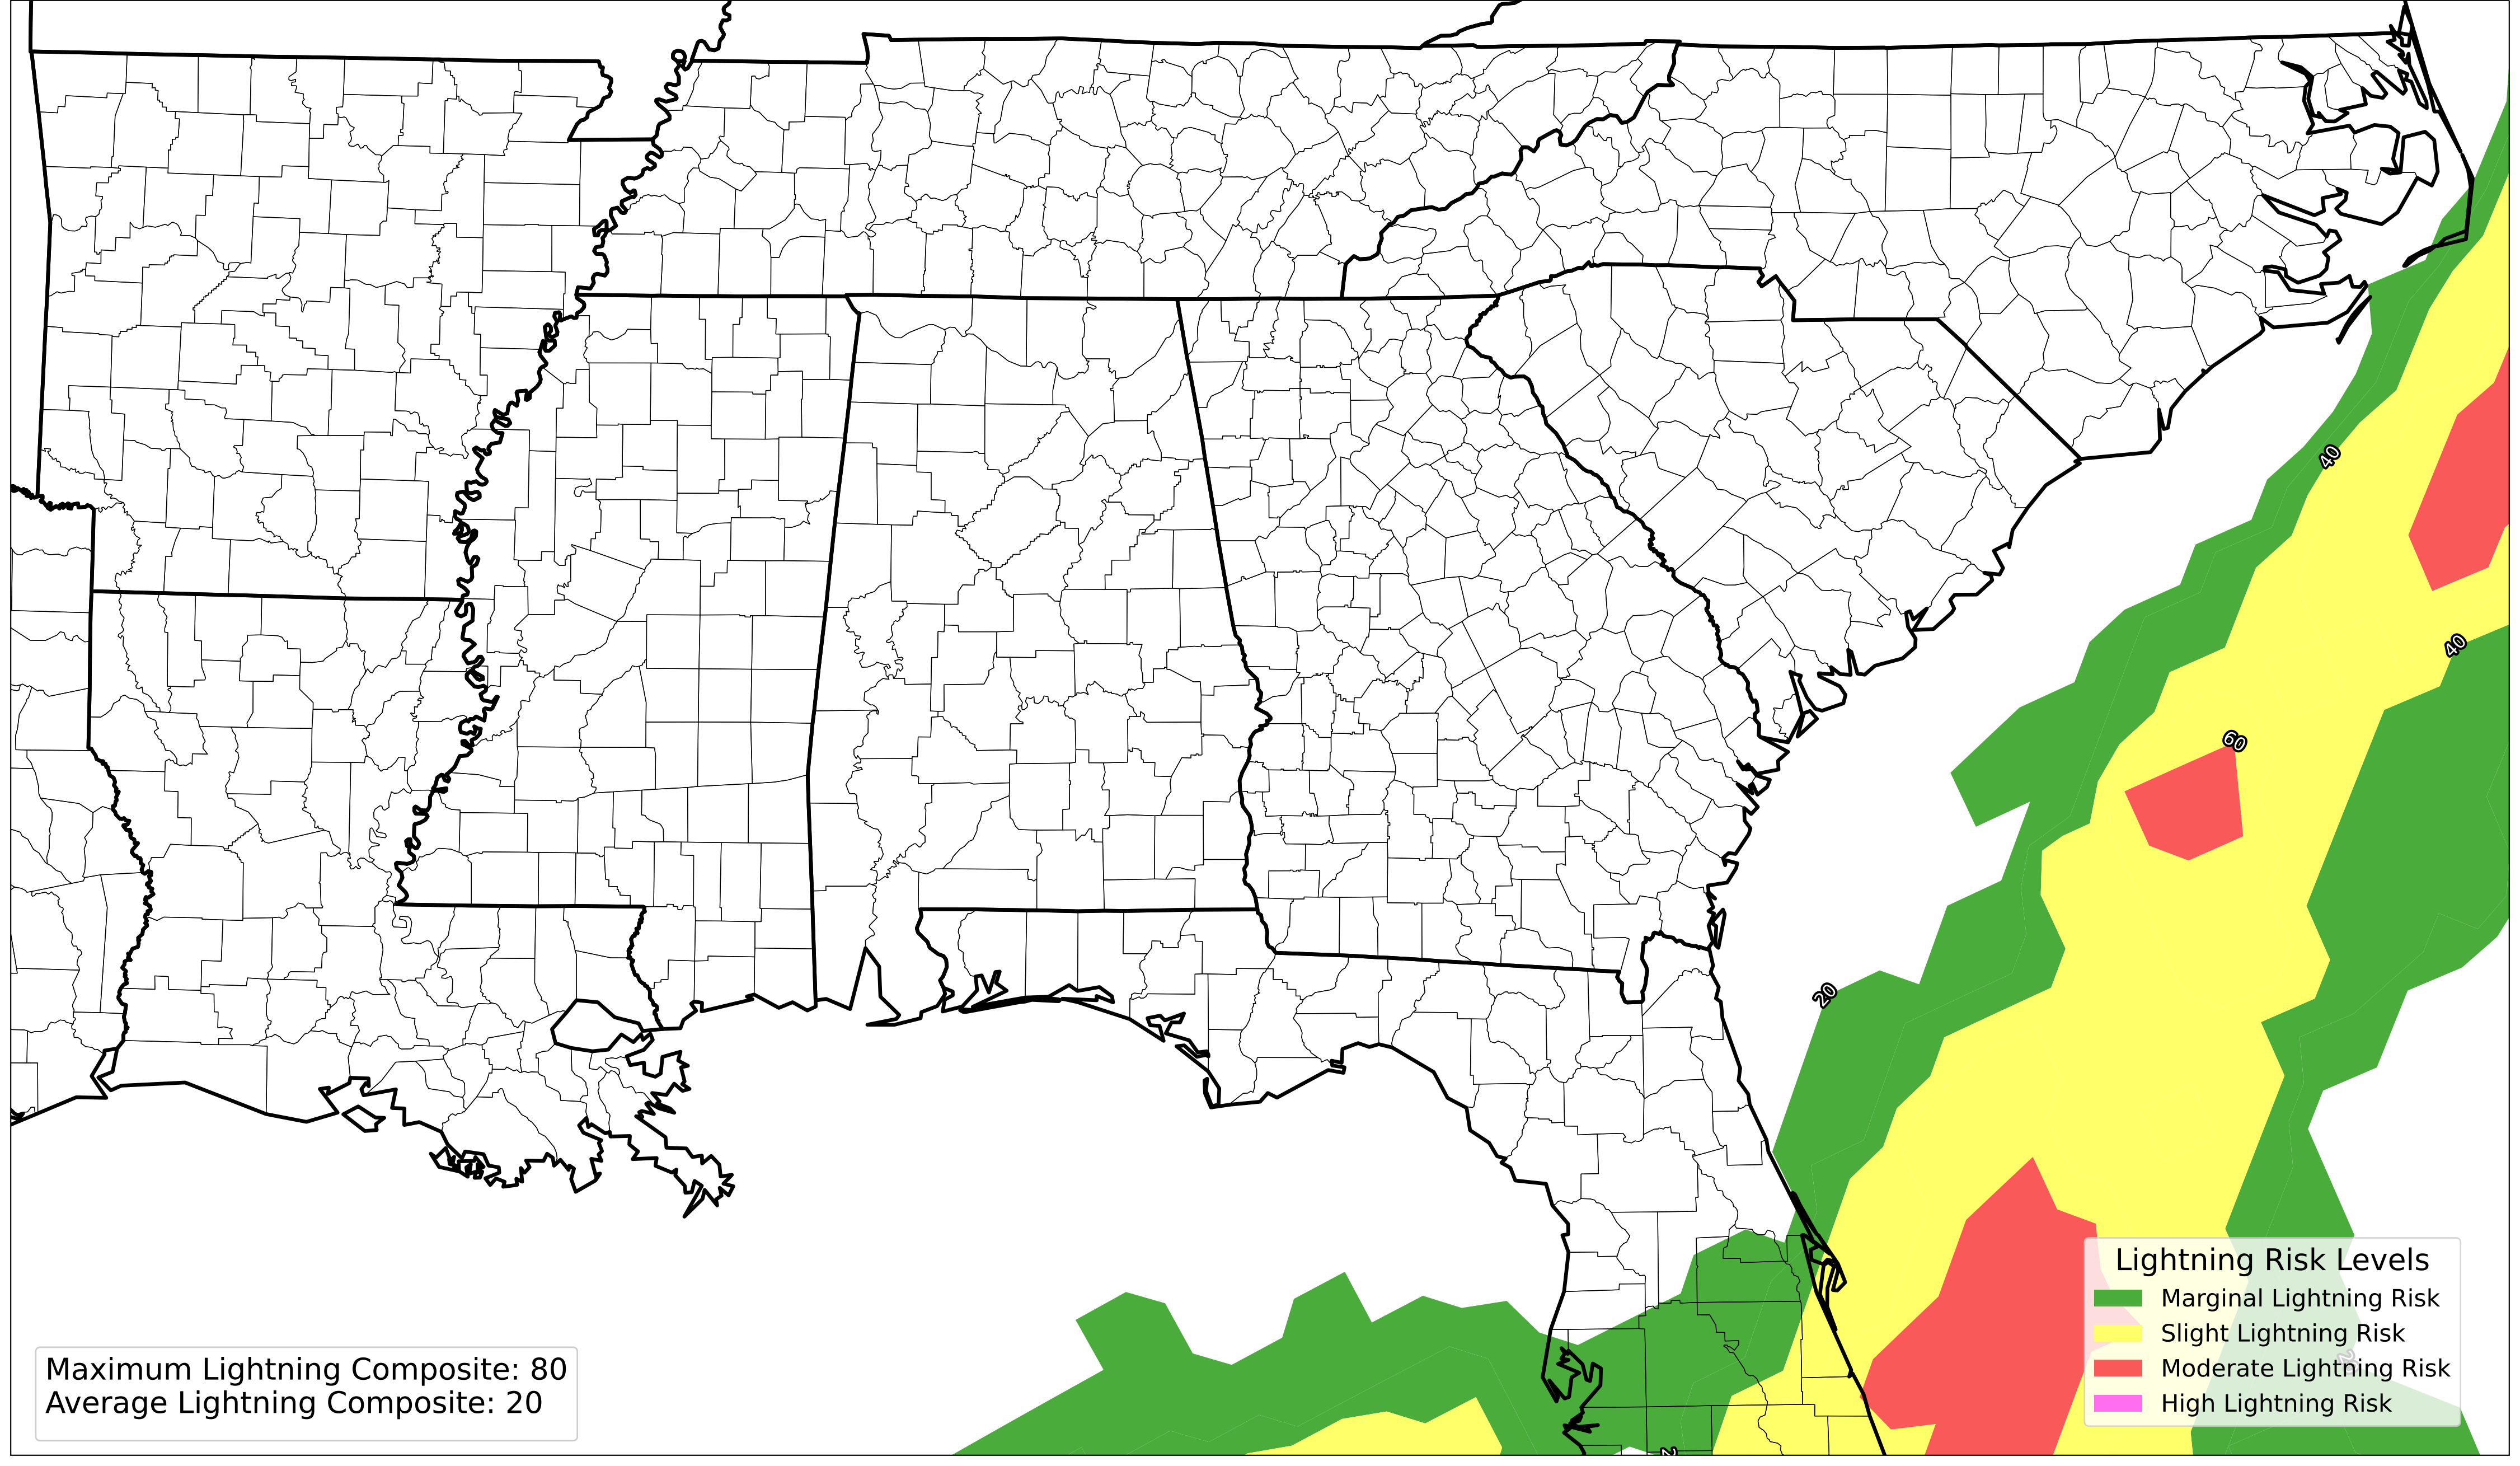 40
40
60
20
Lightning Risk Levels
Marginal Lightning Risk
Slight Lightning Risk
Moderate Lightning Risk
High Lightning Risk
Maximum Lightning Composite: 80
Average Lightning Composite: 20